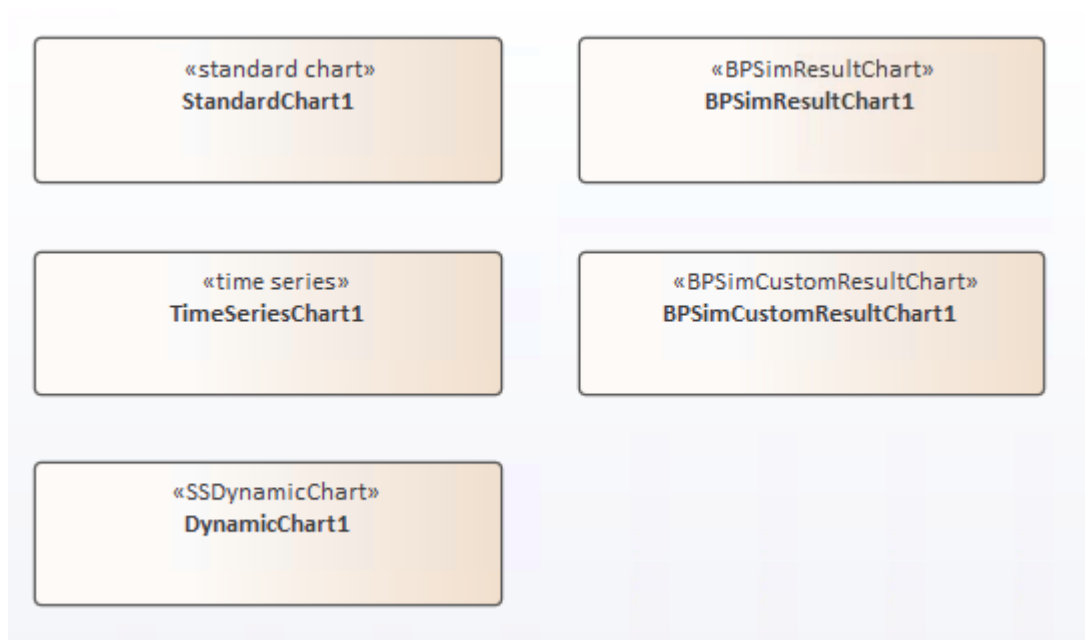 «standard chart»
StandardChart1
«BPSimResultChart»
BPSimResultChart1
«time series»
TimeSeriesChart1
«BPSimCustomResultChart»
BPSimCustomResultChart1
«SSDynamicChart»
DynamicChart1